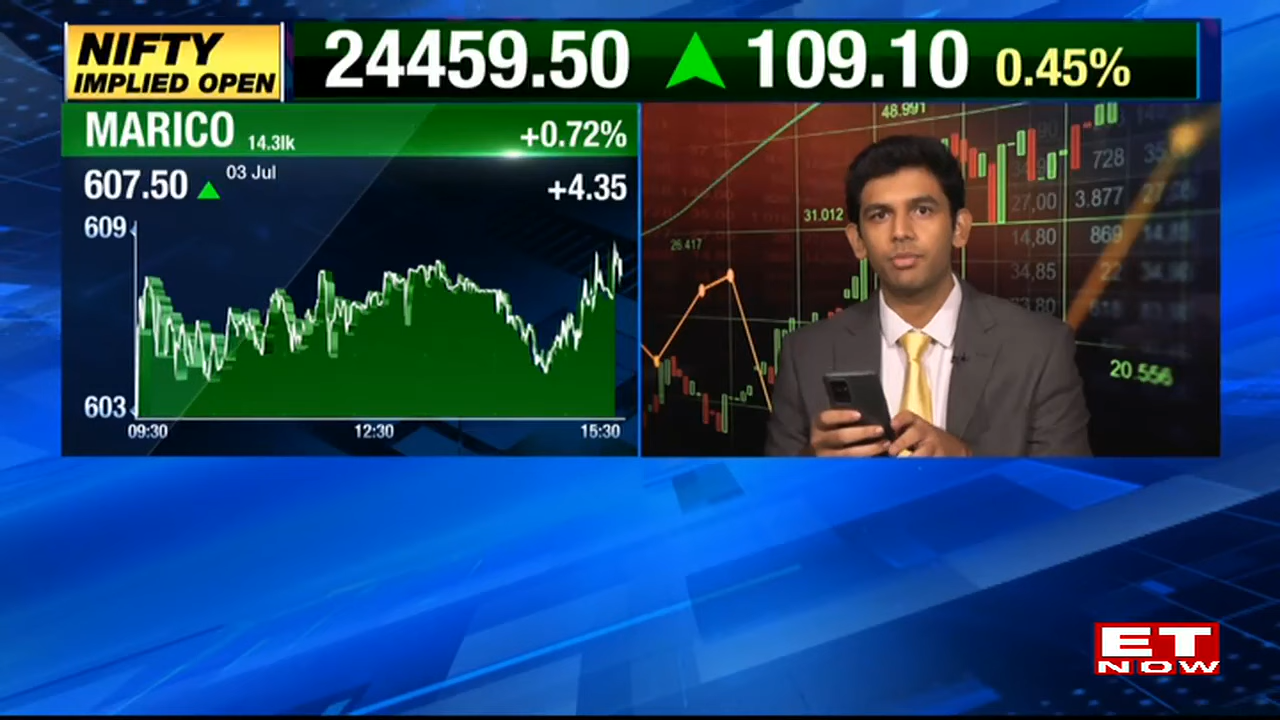 NIFTY
IMPLIED OPEN
24459.50 ▲ 109.10 0.45%
MARICO 14.3lk +0.72%
607.50 ▲ 03 Jul +4.35
609
603
09:30 12:30 15:30
48.991
31.012
26.417
728
27,00
3.877
14,80
869
34,85
22
20.556
ET
NOW